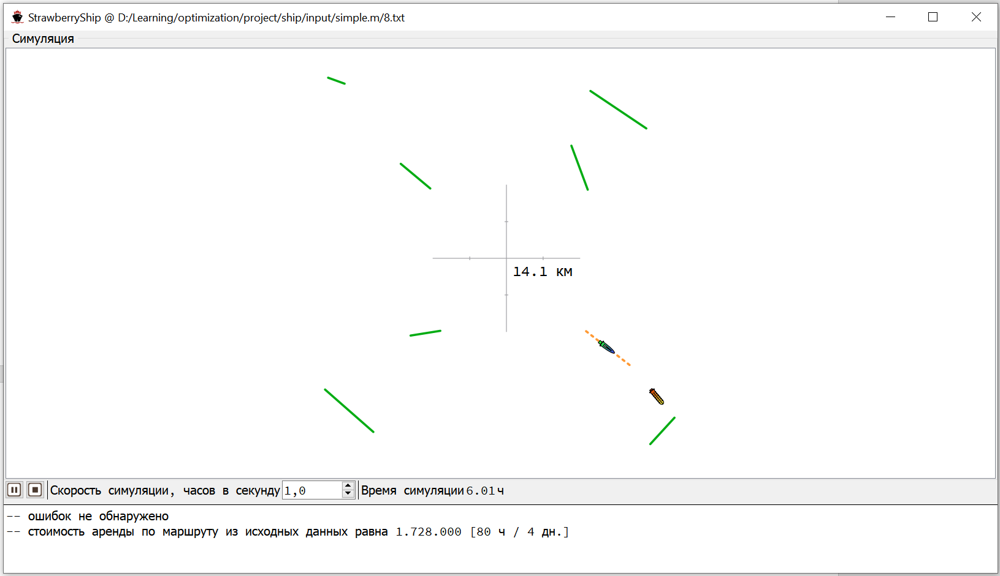 StrawberryShip @ D:/Learning/optimization/project/ship/input/simple.m/8.txt
Симуляция
14.1 км
Скорость симуляции, часов в секунду 1,0 Время симуляции 6.01 ч
-- ошибок не обнаружено
-- стоимость аренды по маршруту из исходных данных равна 1.728.000 [80 ч / 4 дн.]